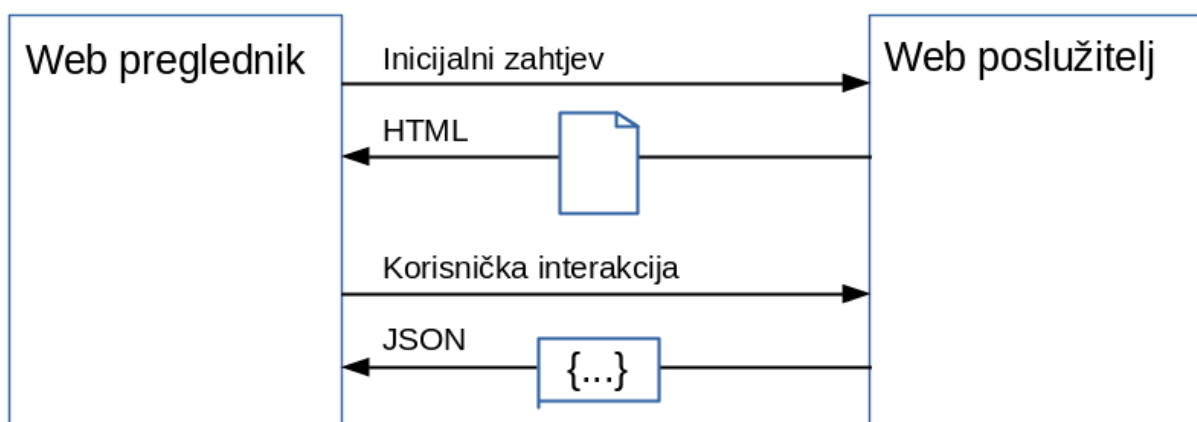 Web preglednik
Inicijalni zahtjev
Web poslužitelj
HTML
Korisnička interakcija
JSON
{...}